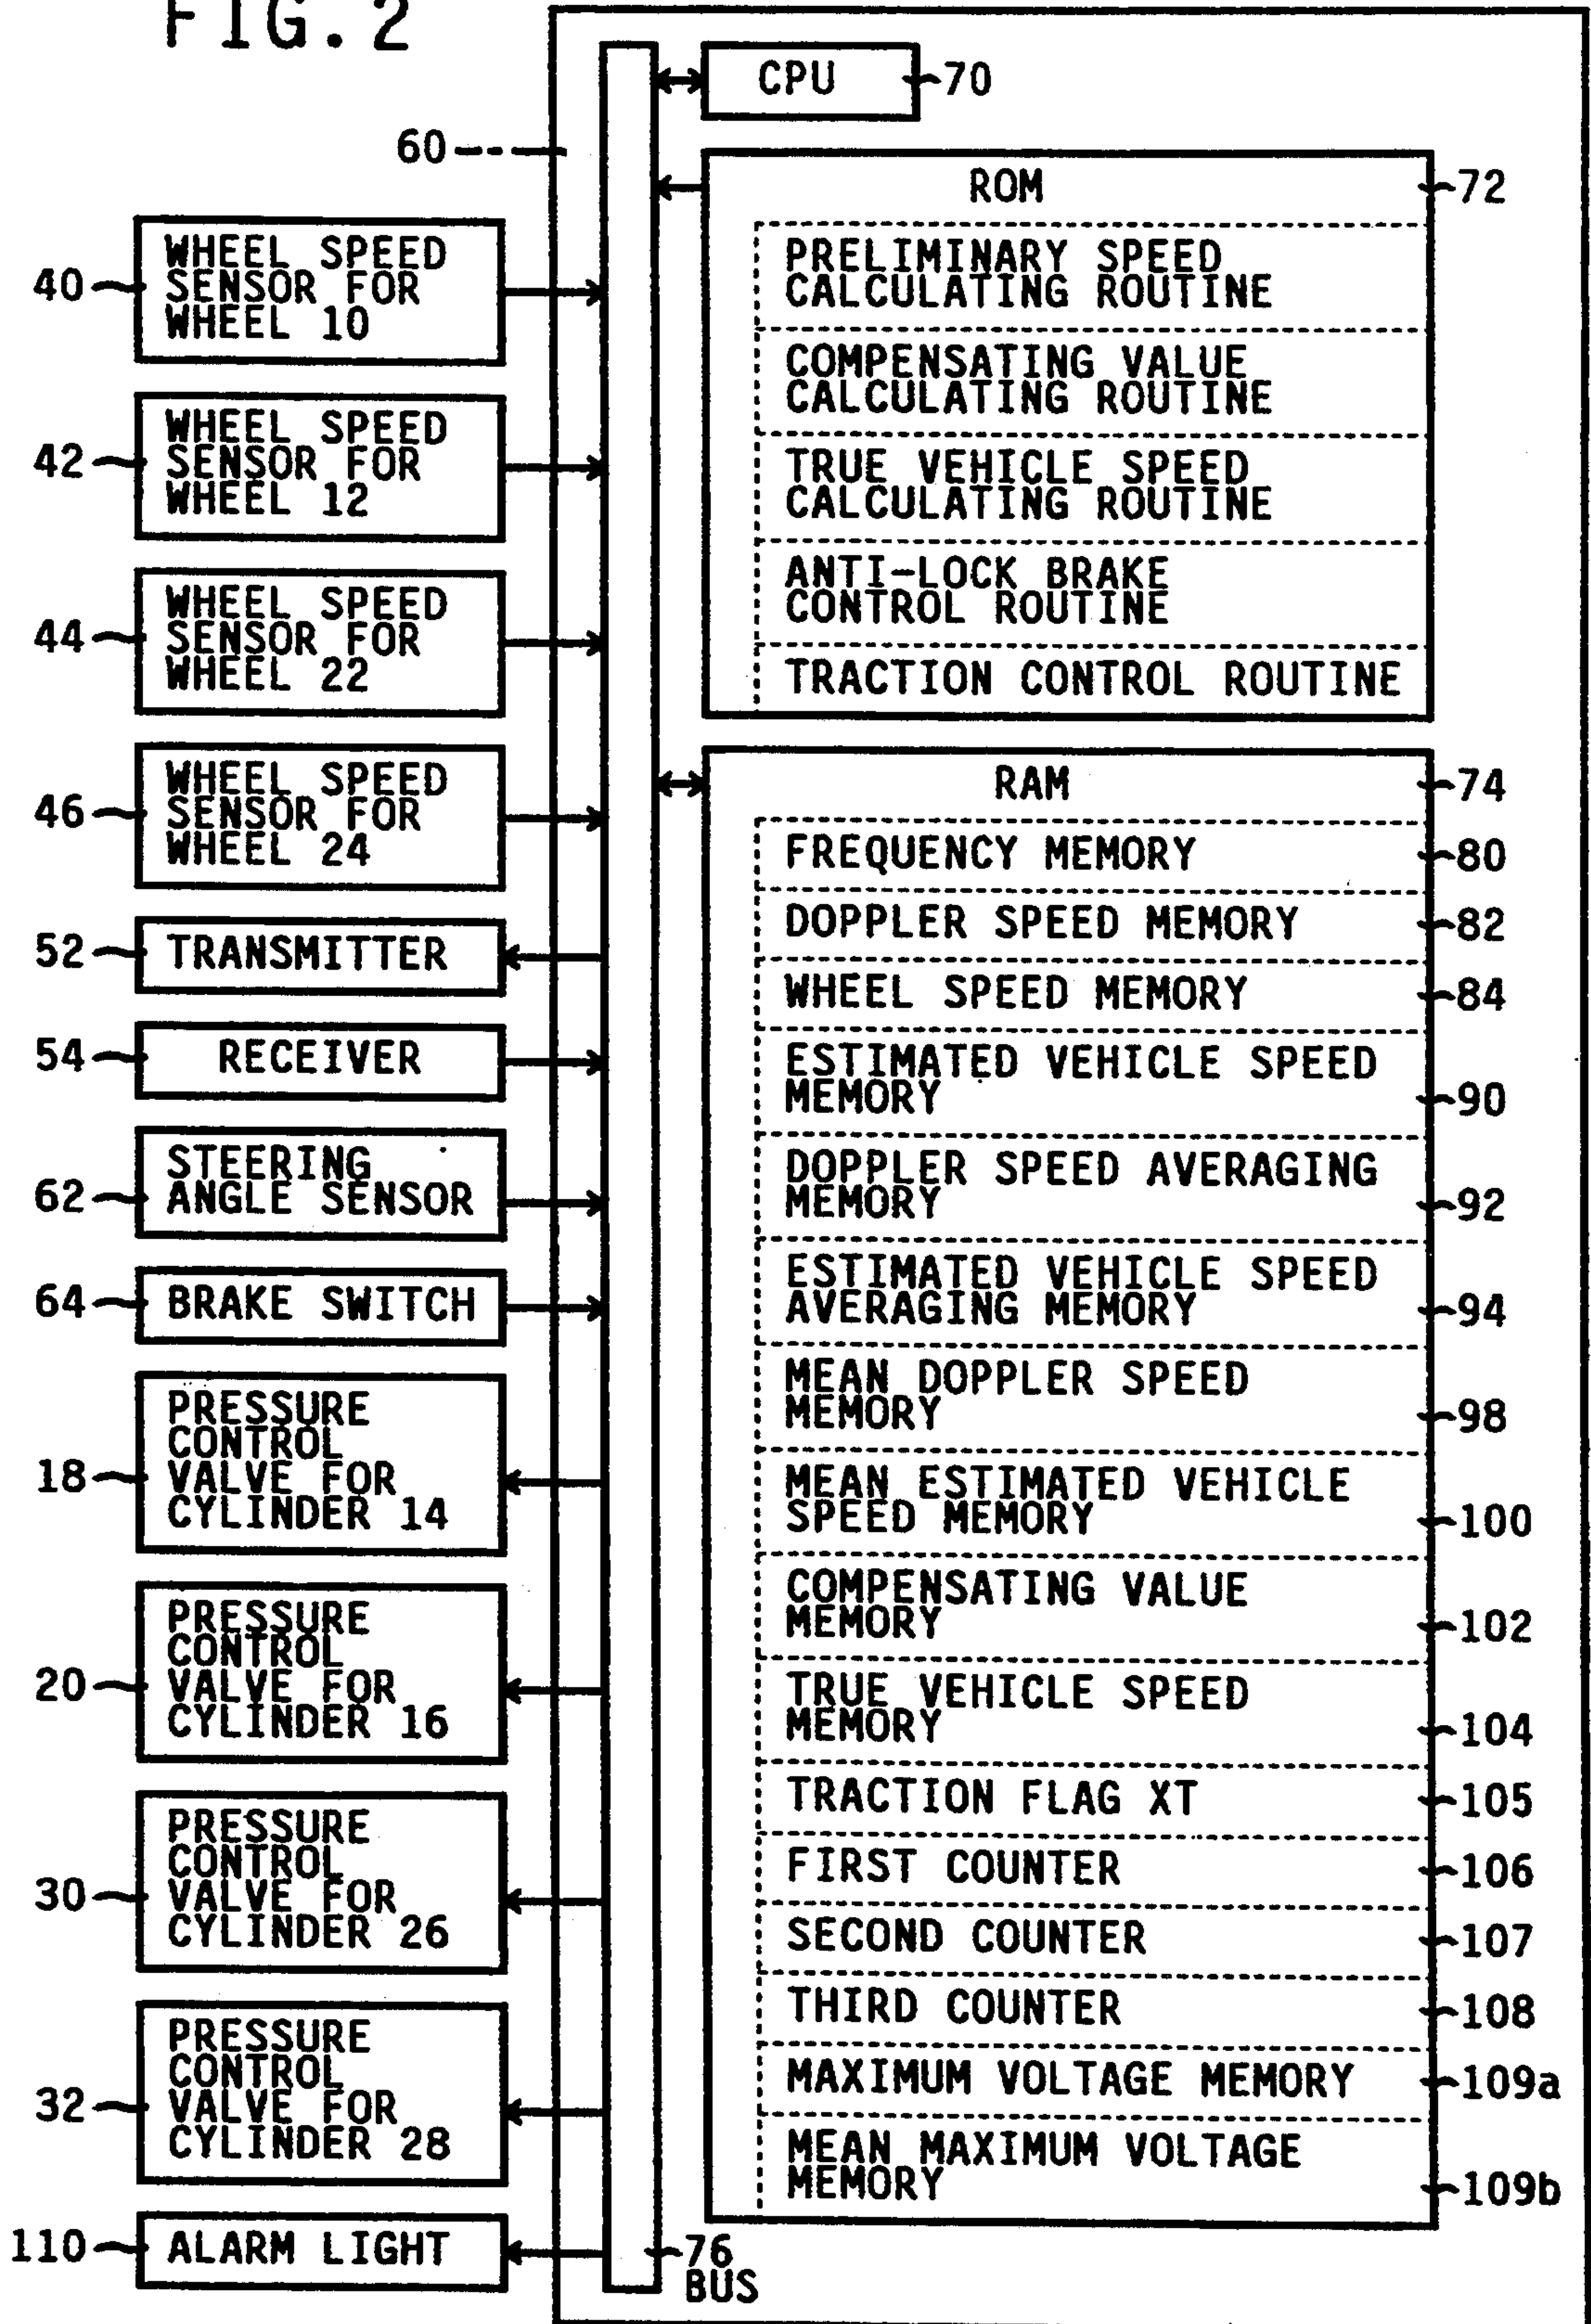 FIG. 2
60
40
WHEEL SPEED
SENSOR FOR
WHEEL 10
42
WHEEL SPEED
SENSOR FOR
WHEEL 12
44
WHEEL SPEED
SENSOR FOR
WHEEL 22
46
WHEEL SPEED
SENSOR FOR
WHEEL 24
52
TRANSMITTER
54
RECEIVER
62
STEERING
ANGLE SENSOR
64
BRAKE SWITCH
18
PRESSURE
CONTROL
VALVE FOR
CYLINDER 14
20
PRESSURE
CONTROL
VALVE FOR
CYLINDER 16
30
PRESSURE
CONTROL
VALVE FOR
CYLINDER 26
32
PRESSURE
CONTROL
VALVE FOR
CYLINDER 28
110
ALARM LIGHT
76
BUS
CPU
70
ROM
72
PRELIMINARY SPEED
CALCULATING ROUTINE
COMPENSATING VALUE
CALCULATING ROUTINE
TRUE VEHICLE SPEED
CALCULATING ROUTINE
ANTI-LOCK BRAKE
CONTROL ROUTINE
TRACTION CONTROL ROUTINE
RAM
74
FREQUENCY MEMORY
80
DOPPLER SPEED MEMORY
82
WHEEL SPEED MEMORY
84
ESTIMATED VEHICLE SPEED
MEMORY
90
DOPPLER SPEED AVERAGING
MEMORY
92
ESTIMATED VEHICLE SPEED
AVERAGING MEMORY
94
MEAN DOPPLER SPEED
MEMORY
98
MEAN ESTIMATED VEHICLE
SPEED MEMORY
100
COMPENSATING VALUE
MEMORY
102
TRUE VEHICLE SPEED
MEMORY
104
TRACTION FLAG XT
105
FIRST COUNTER
106
SECOND COUNTER
107
THIRD COUNTER
108
MAXIMUM VOLTAGE MEMORY
109a
MEAN MAXIMUM VOLTAGE
MEMORY
109b